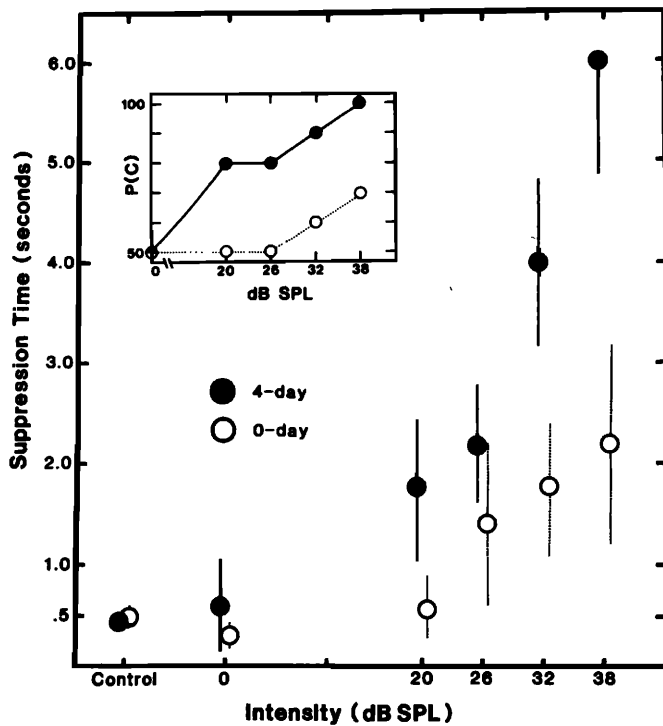 6.0
5.0
4.0
3.0
2.0
1.0
.5
Suppression Time (seconds)
100
50
P(C)
0 20 26 32 38
dB SPL
4-day
0-day
Control 0 20 26 32 38
Intensity (dB SPL)